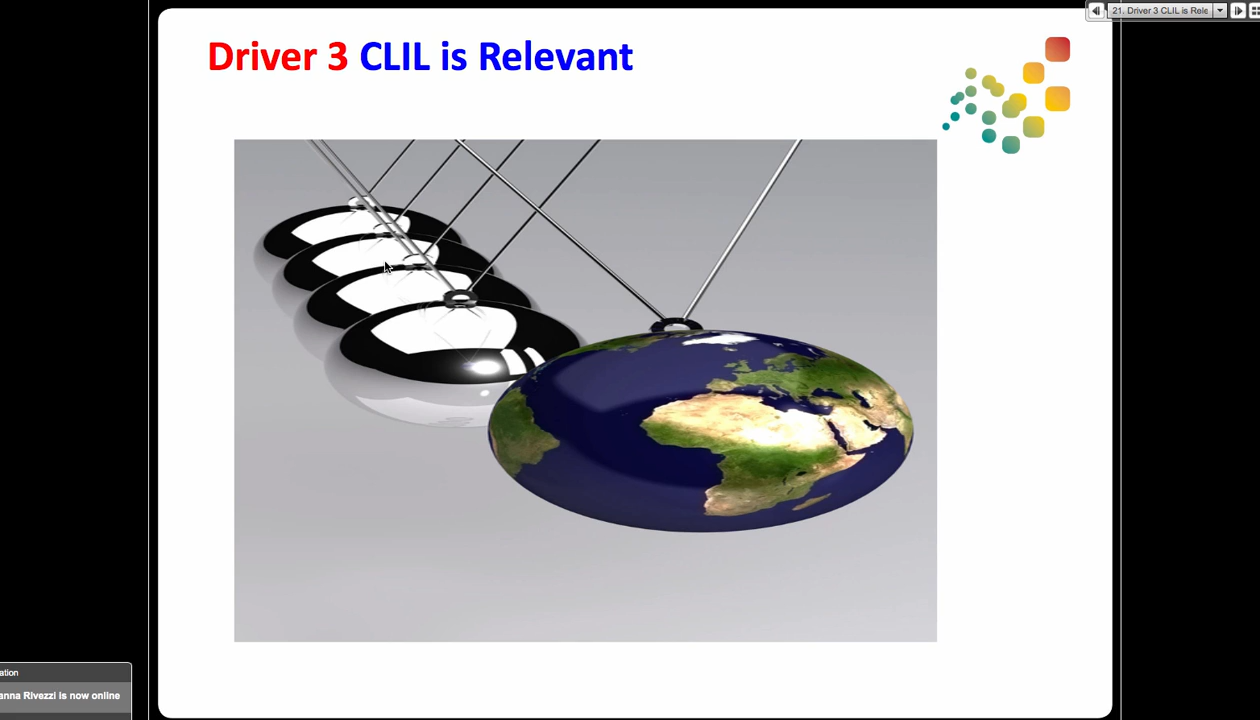 21. Driver 3 CLIL is Rele
Driver 3 CLIL is Relevant
ation
anna Rivezzi is now online